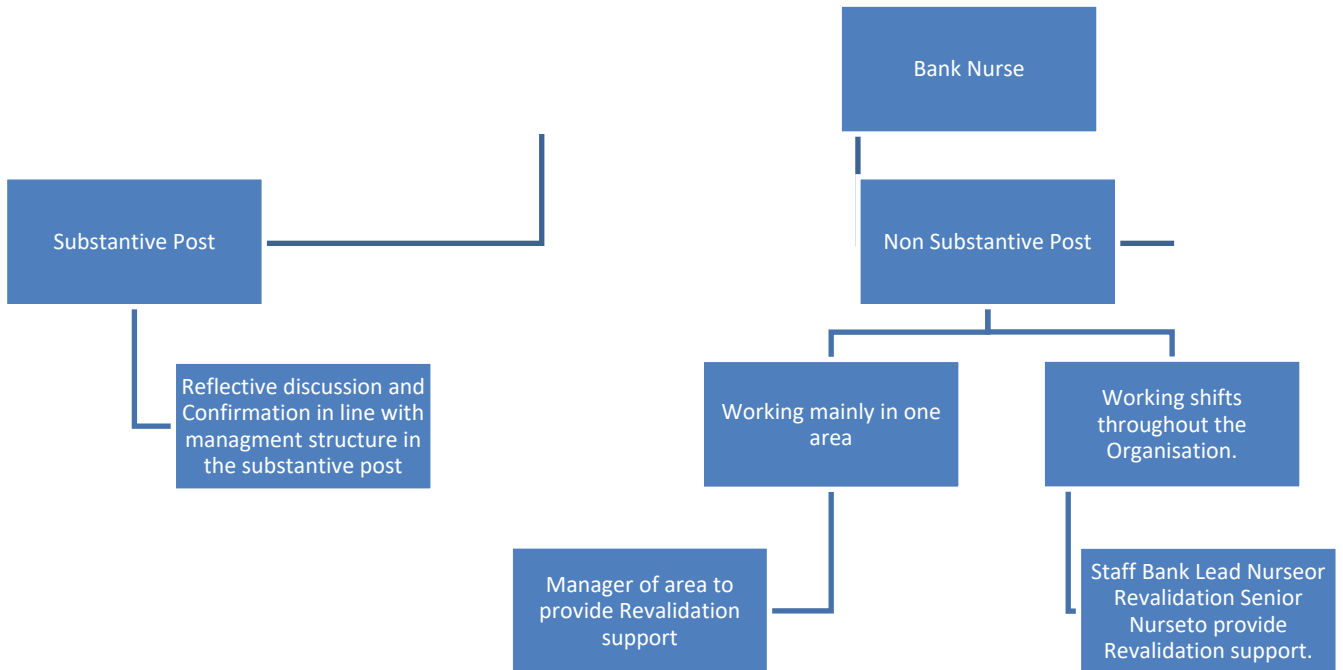 Bank Nurse
Substantive Post
Non Substantive Post
Reflective discussion and
Confirmation in line with
managment structure in
the substantive post
Working mainly in one
area
Working shifts
throughout the
Organisation.
Manager of area to
provide Revalidation
support
Staff Bank Lead Nurseor
Revalidation Senior
Nurseto provide
Revalidation support.